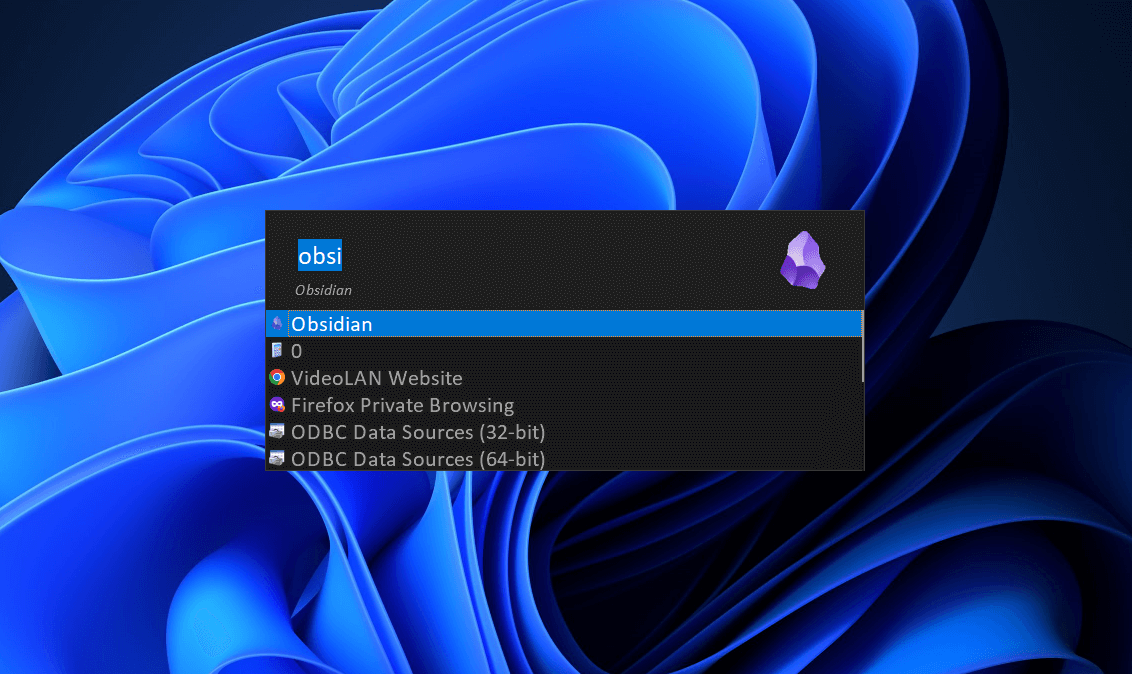 obsi
Obsidian
Obsidian
0
VideoLAN Website
Firefox Private Browsing
ODBC Data Sources (32-bit)
ODBC Data Sources (64-bit)